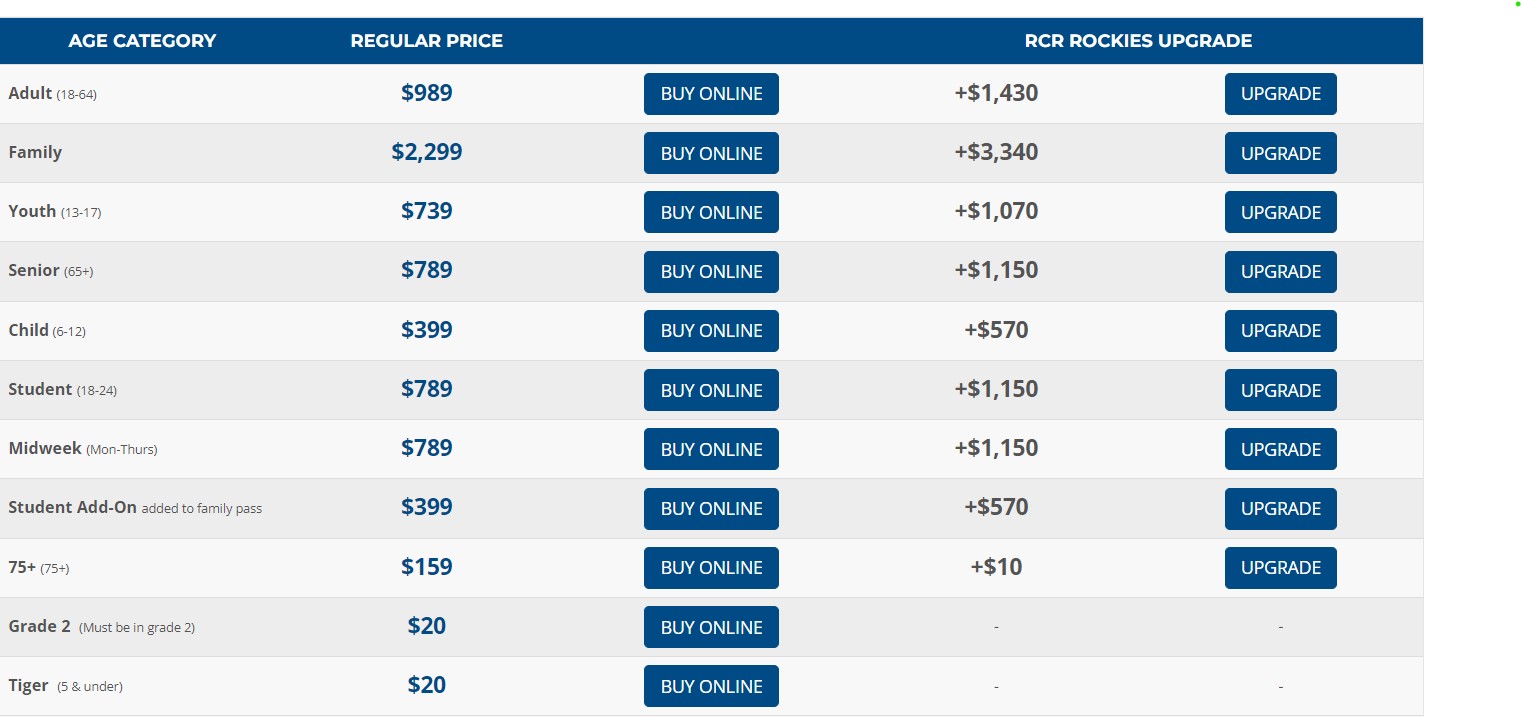 AGE CATEGORY REGULAR PRICE RCR ROCKIES UPGRADE
Adult (18-64) $989 BUY ONLINE +$1,430 UPGRADE
Family $2,299 BUY ONLINE +$3,340 UPGRADE
Youth (13-17) $739 BUY ONLINE +$1,070 UPGRADE
Senior (65+) $789 BUY ONLINE +$1,150 UPGRADE
Child (6-12) $399 BUY ONLINE +$570 UPGRADE
Student (18-24) $789 BUY ONLINE +$1,150 UPGRADE
Midweek (Mon-Thurs) $789 BUY ONLINE +$1,150 UPGRADE
Student Add-On added to family pass $399 BUY ONLINE +$570 UPGRADE
75+ (75+) $159 BUY ONLINE +$10 UPGRADE
Grade 2 (Must be in grade 2) $20 BUY ONLINE - -
Tiger (5 & under) $20 BUY ONLINE - -